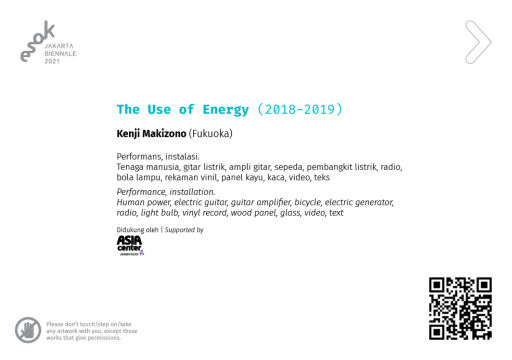 esok
JAKARTA
BIENNALE
2021
The Use of Energy (2018-2019)
Kenji Makizono (Fukuoka)
Performans, instalasi.
Tenaga manusia, gitar listrik, ampli gitar, sepeda, pembangkit listrik, radio,
bola lampu, rekaman vinil, panel kayu, kaca, video, teks
Performance, installation.
Human power, electric guitar, guitar amplifier, bicycle, electric generator,
radio, light bulb, vinyl record, wood panel, glass, video, text
Didukung oleh | Supported by
ASIA
center
Please don't touch/step on/take
any artwork with you, except those
works that give permissions.